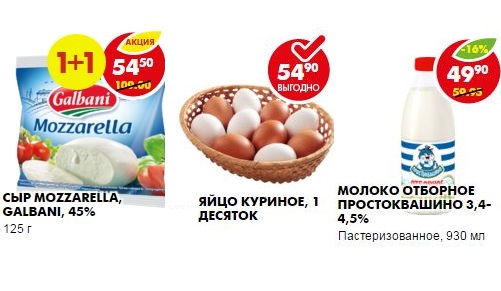 1+1
АКЦИЯ
54 50
109.00
Galbani
Mozzarella
СЫР MOZZARELLA,
GALBANI, 45%
125 г
54 90
ВЫГОДНО
ЯЙЦО КУРИНОЕ, 1
ДЕСЯТОК
-16%
49 90
59.95
ПРОСТОКВАШИНО
МОЛОКО ОТБОРНОЕ
ПРОСТОКВАШИНО 3,4-
4,5%
Пастеризованное, 930 мл